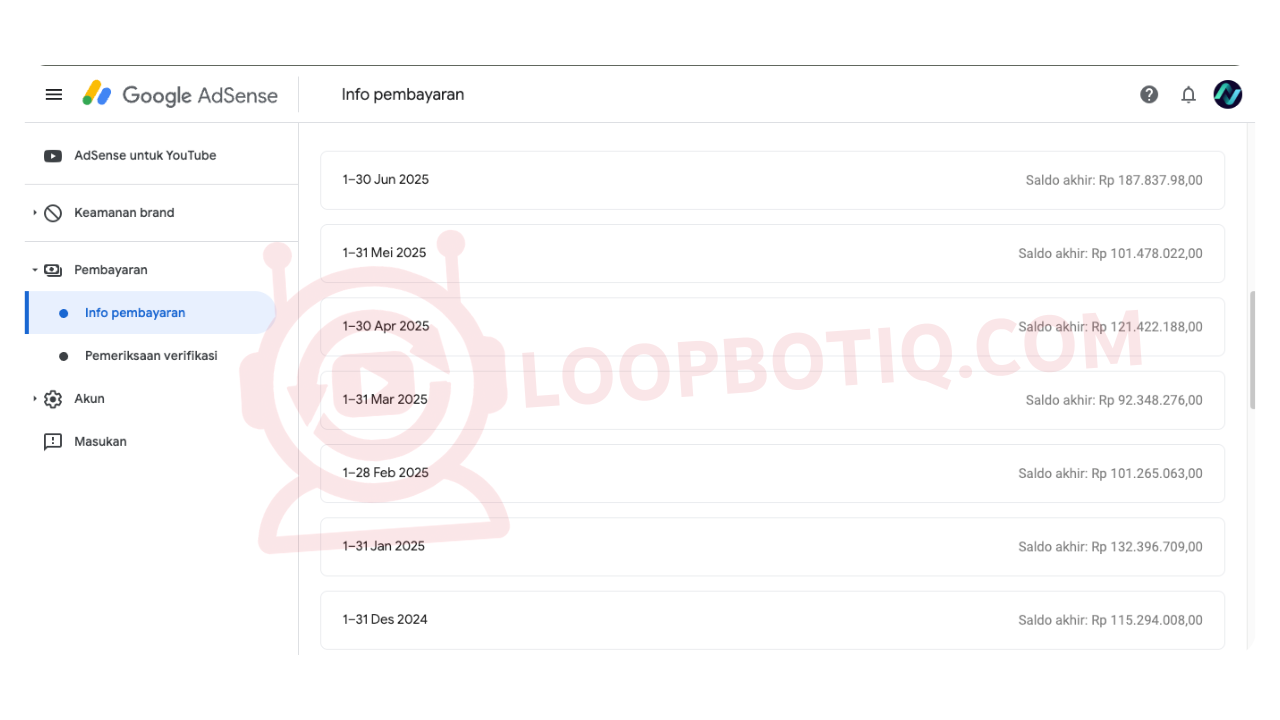 Google AdSense
Info pembayaran
AdSense untuk YouTube
Keamanan brand
Pembayaran
Info pembayaran
Pemeriksaan verifikasi
Akun
Masukan
1–30 Jun 2025 Saldo akhir: Rp 187.837.98,00
1–31 Mei 2025 Saldo akhir: Rp 101.478.022,00
1–30 Apr 2025 Saldo akhir: Rp 121.422.188,00
1–31 Mar 2025 Saldo akhir: Rp 92.348.276,00
1–28 Feb 2025 Saldo akhir: Rp 101.265.063,00
1–31 Jan 2025 Saldo akhir: Rp 132.396.709,00
1–31 Des 2024 Saldo akhir: Rp 115.294.008,00
LOOPBOTIQ.COM